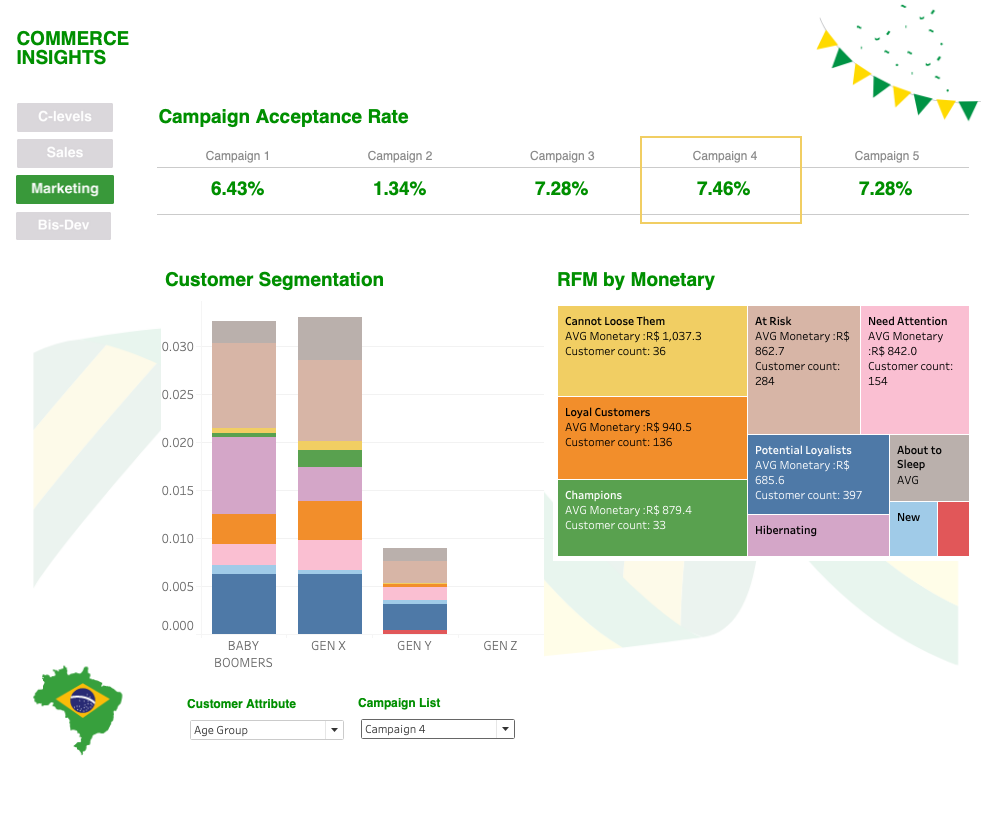 COMMERCE
INSIGHTS
C-levels
Sales
Marketing
Bis-Dev
Campaign Acceptance Rate
Campaign 1
Campaign 2
Campaign 3
Campaign 4
Campaign 5
6.43%
1.34%
7.28%
7.46%
7.28%
Customer Segmentation
0.030
0.025
0.020
0.015
0.010
0.005
0.000
BABY
BOOMERS
GEN X
GEN Y
GEN Z
RFM by Monetary
Cannot Loose Them
AVG Monetary :R$ 1,037.3
Customer count: 36
Loyal Customers
AVG Monetary :R$ 940.5
Customer count: 136
Champions
AVG Monetary :R$ 879.4
Customer count: 33
At Risk
AVG Monetary :R$
862.7
Customer count:
284
Need Attention
AVG Monetary
:R$ 842.0
Customer count:
154
Potential Loyalists
AVG Monetary :R$
685.6
Customer count: 397
About to
Sleep
AVG
Hibernating
New
Customer Attribute
Age Group
Campaign List
Campaign 4